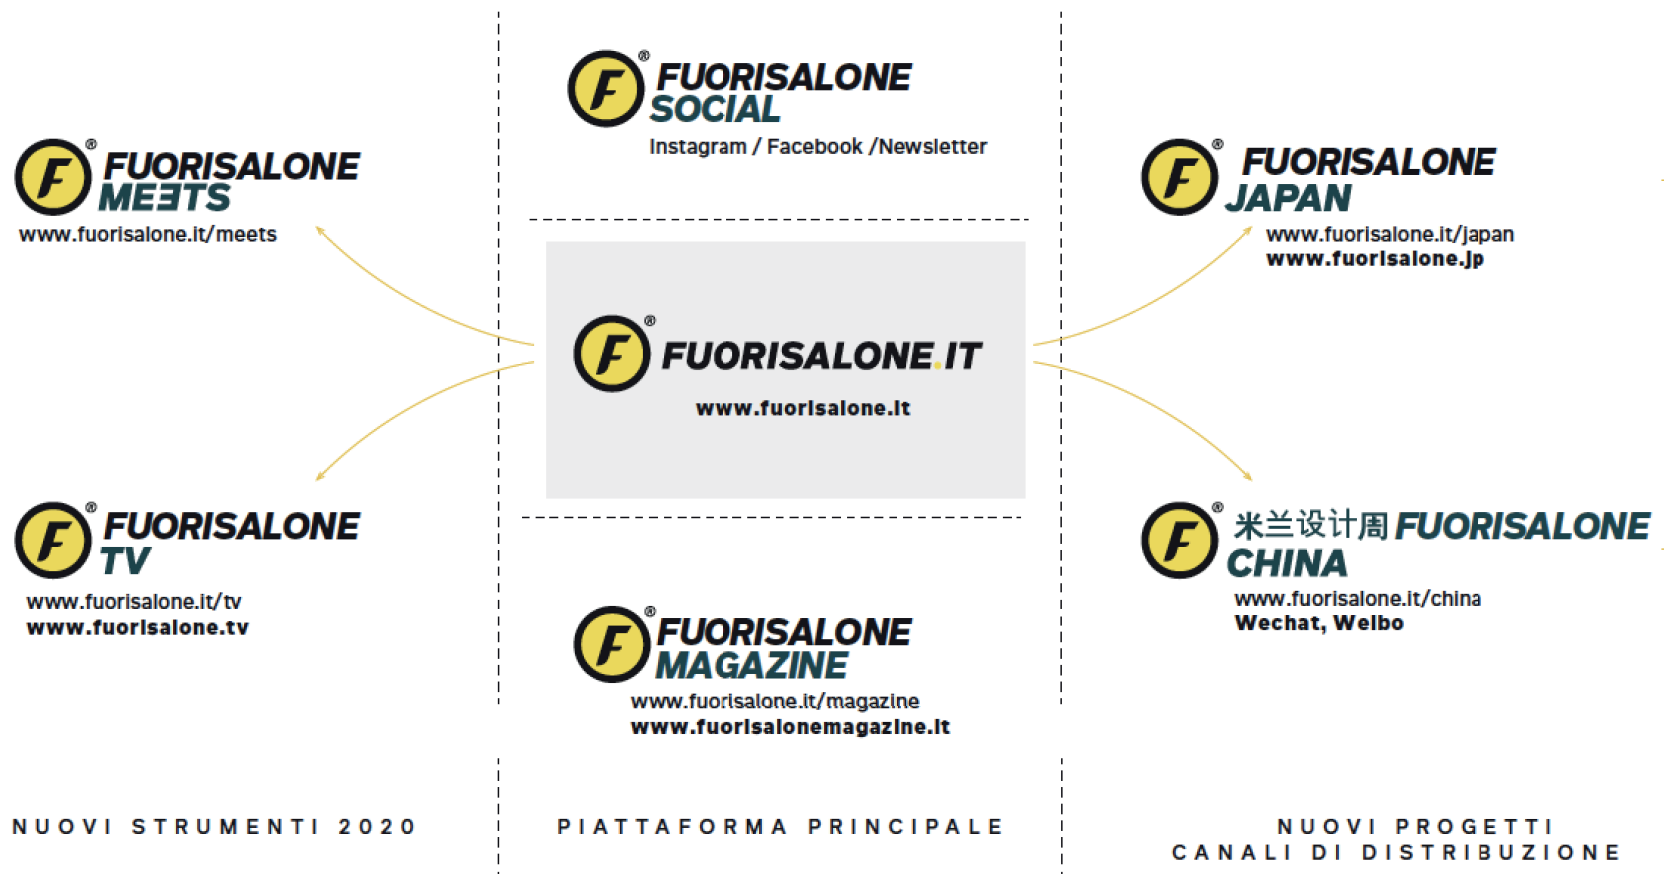 F® FUORISALONE
MEƎTS
www.fuorisalone.it/meets
F® FUORISALONE
TV
www.fuorisalone.it/tv
www.fuorisalone.tv
NUOVI STRUMENTI 2020
F® FUORISALONE
SOCIAL
Instagram / Facebook /Newsletter
F® FUORISALONE.IT
www.fuorisalone.it
F® FUORISALONE
MAGAZINE
www.fuorisalone.it/magazine
www.fuorisalonemagazine.it
PIATTAFORMA PRINCIPALE
F® FUORISALONE
JAPAN
www.fuorisalone.it/japan
www.fuorisalone.jp
F® 米兰设计周 FUORISALONE
CHINA
www.fuorisalone.it/china
Wechat, Weibo
NUOVI PROGETTI
CANALI DI DISTRIBUZIONE